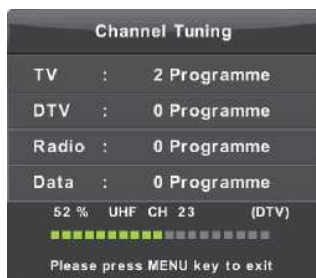 Channel Tuning
TV : 2 Programme
DTV : 0 Programme
Radio : 0 Programme
Data : 0 Programme
52 % UHF CH 23 (DTV)
Please press MENU key to exit